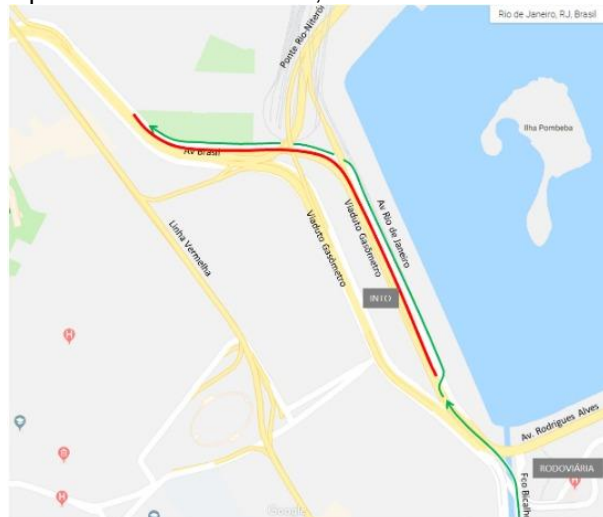 Rio de Janeiro, RJ, Brasil
Ponte Rio-Niterói
Ilha Pombeba
Av Brasil
Linha Vermelha
Viaduto Gasômetro
Viaduto Gasômetro
Av Rio de Janeiro
INTO
H
H
H
Av. Rodrigues Alves
RODOVIÁRIA
Fco Bicalho
Google